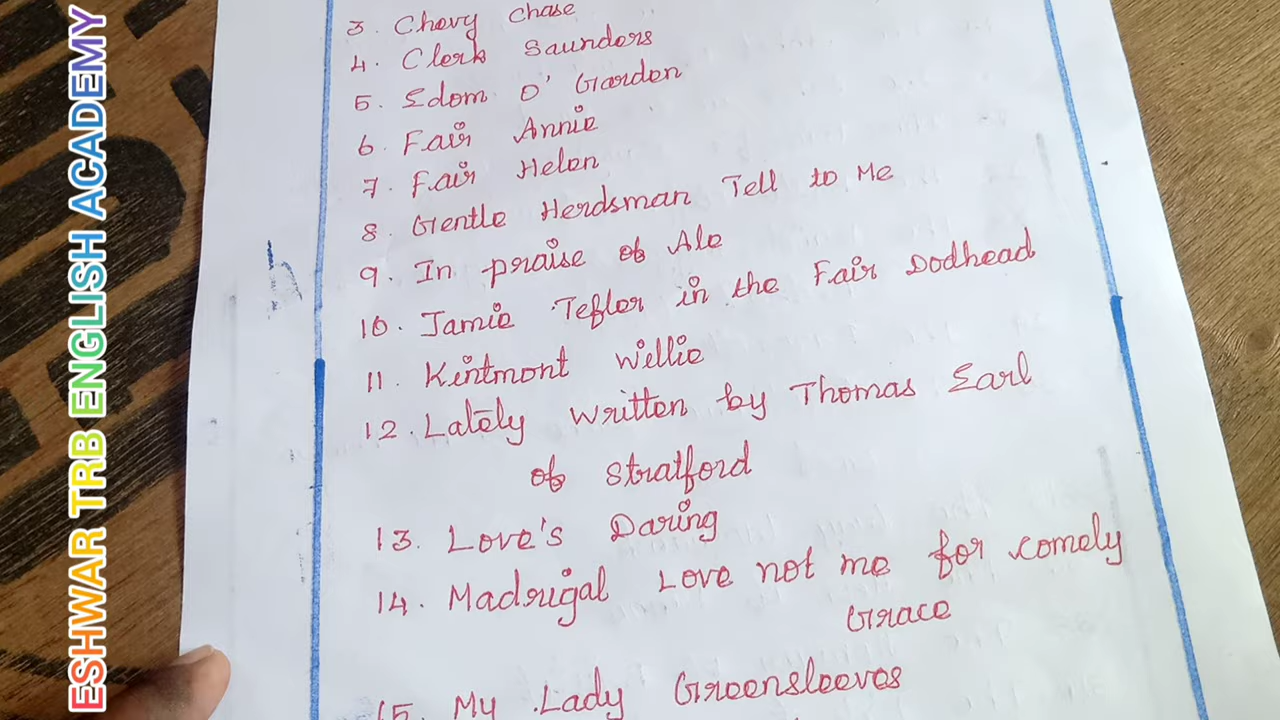 ESHWAR TRB ENGLISH ACADEMY
3. Chevy chase
4. Clerk Saunders
5. Edom O' Gordon
6. Fair Annie
7. Fair Helen
8. Gentle Herdsman Tell to Me
9. In praise of Ale
10. Jamie Tefler in the Fair Dodhead
11. Kintmont Willie
12. Lately written by Thomas Earl
of Stratford
13. Love's Daring
14. Madrigal Love not me for comely
Grace
15. My Lady Greensleeves